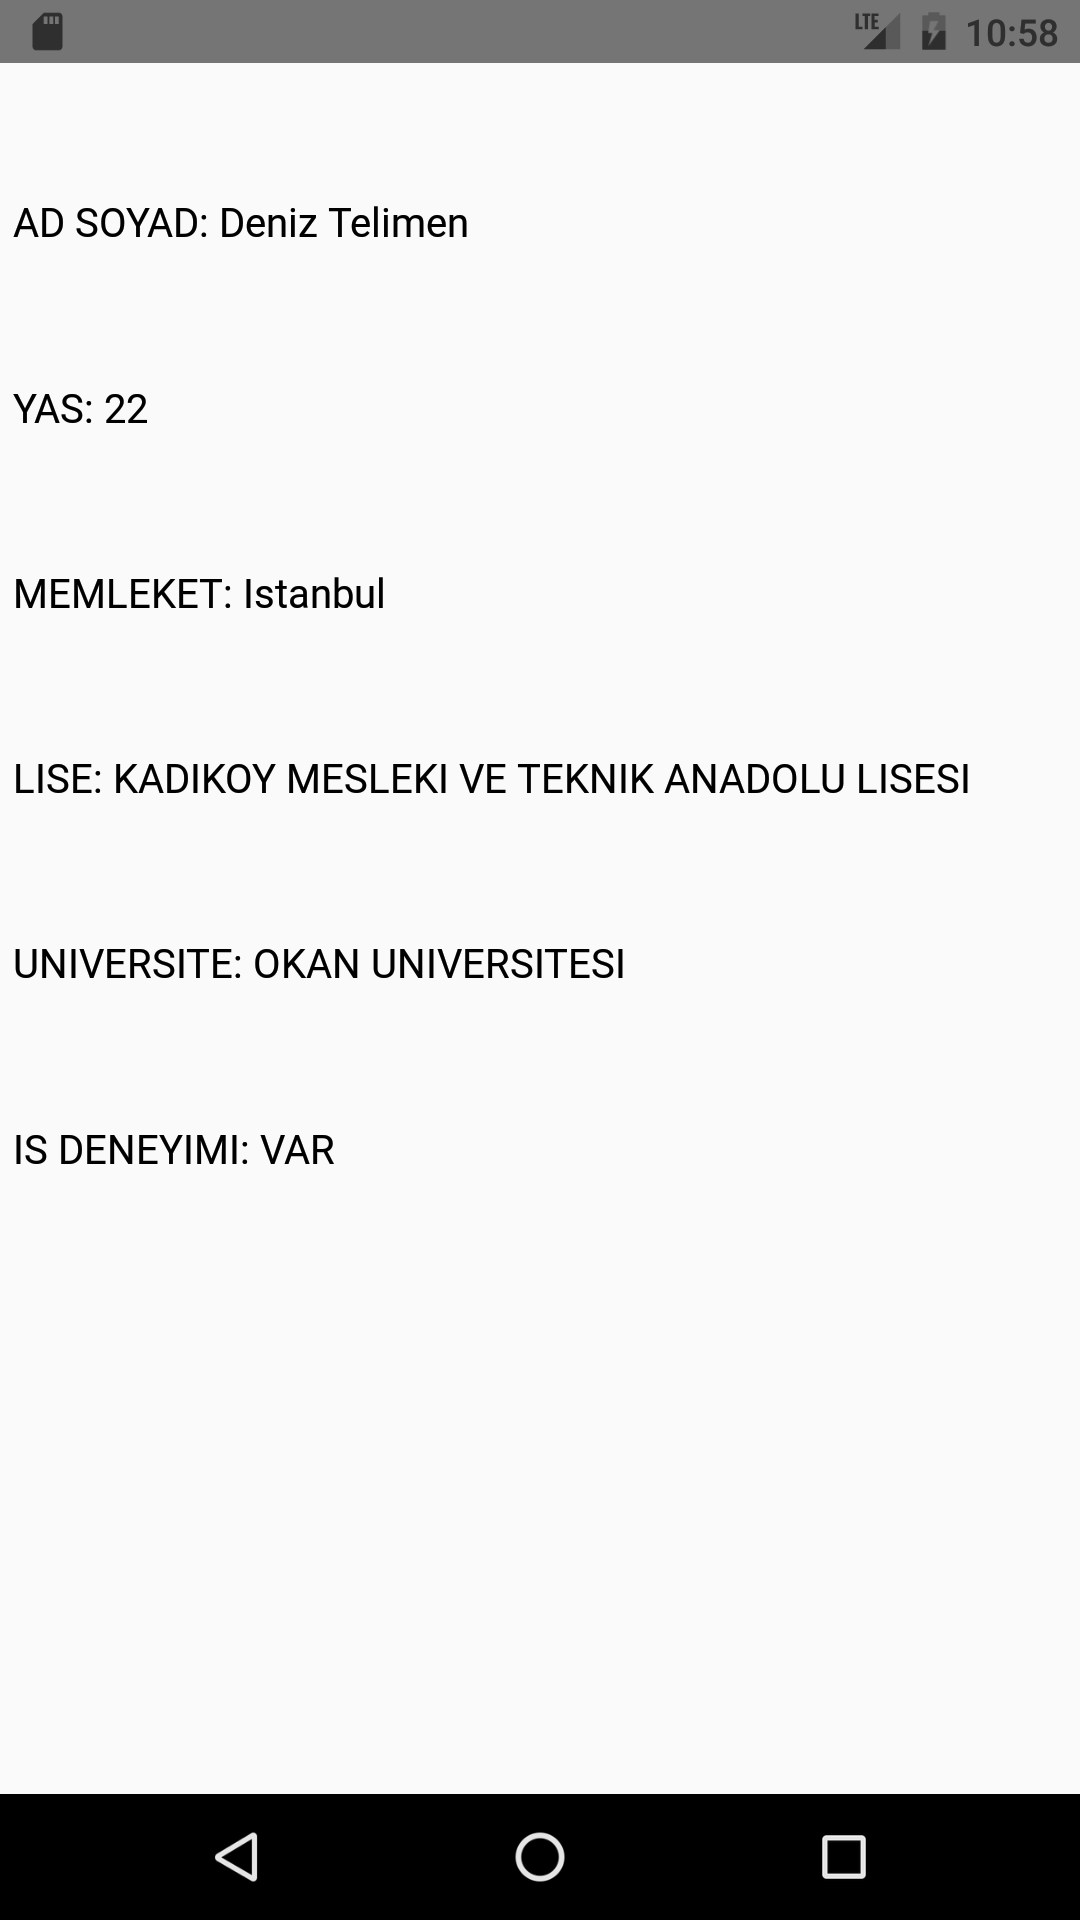 LTE 10:58
AD SOYAD: Deniz Telimen
YAS: 22
MEMLEKET: Istanbul
LISE: KADIKOY MESLEKI VE TEKNIK ANADOLU LISESI
UNIVERSITE: OKAN UNIVERSITESI
IS DENEYIMI: VAR